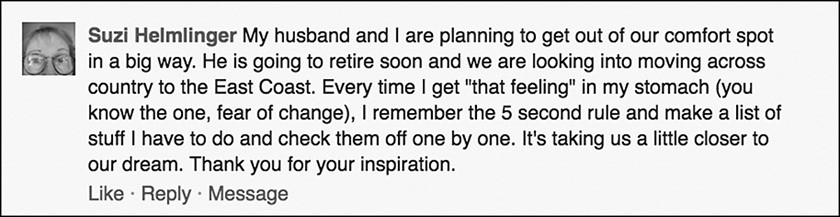 Suzi Helmlinger My husband and I are planning to get out of our comfort spot
in a big way. He is going to retire soon and we are looking into moving across
country to the East Coast. Every time I get "that feeling" in my stomach (you
know the one, fear of change), I remember the 5 second rule and make a list of
stuff I have to do and check them off one by one. It's taking us a little closer to
our dream. Thank you for your inspiration.
Like · Reply · Message